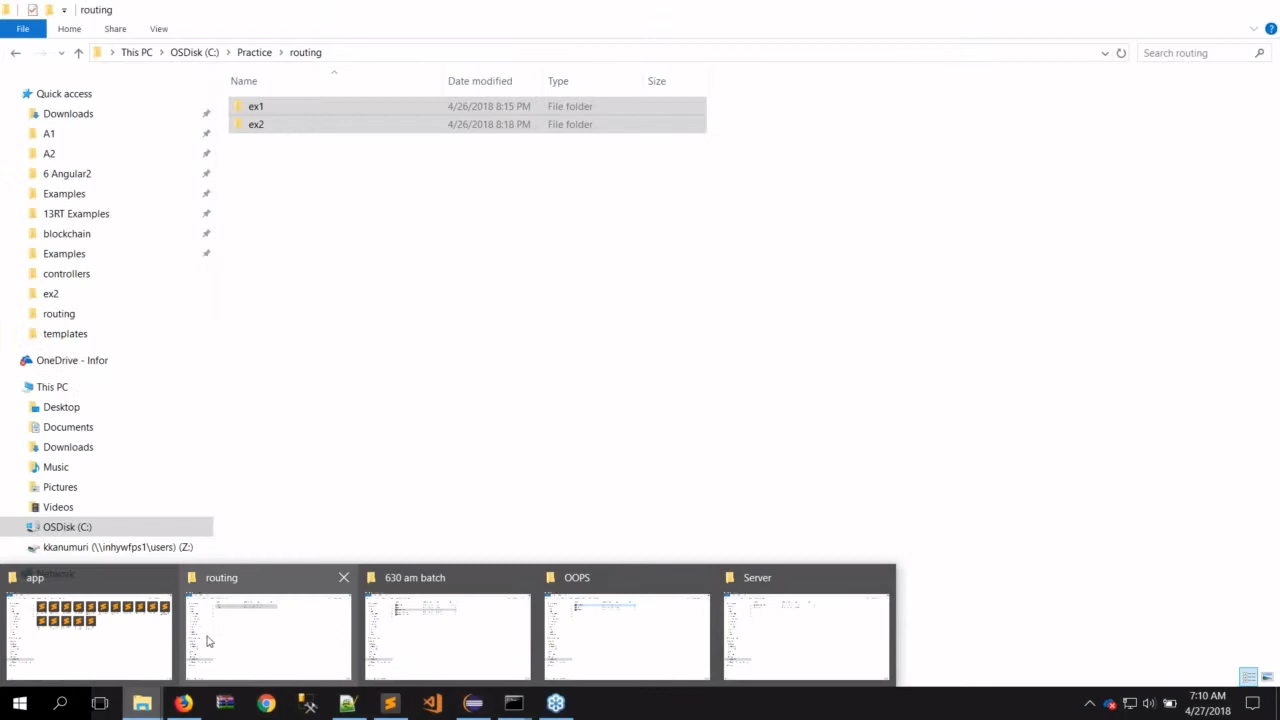 routing
File Home Share View
This PC OSDisk (C:) Practice routing
Search routing
Name Date modified Type Size
ex1 4/26/2018 8:15 PM File folder
ex2 4/26/2018 8:18 PM File folder
Quick access
Downloads
A1
A2
6 Angular2
Examples
13RT Examples
blockchain
Examples
controllers
ex2
routing
templates
OneDrive - Infor
This PC
Desktop
Documents
Downloads
Music
Pictures
Videos
OSDisk (C:)
kkanumuri (\\inhywfps1\users) (Z:)
Network
app routing 630 am batch OOPS Server
7:10 AM
4/27/2018